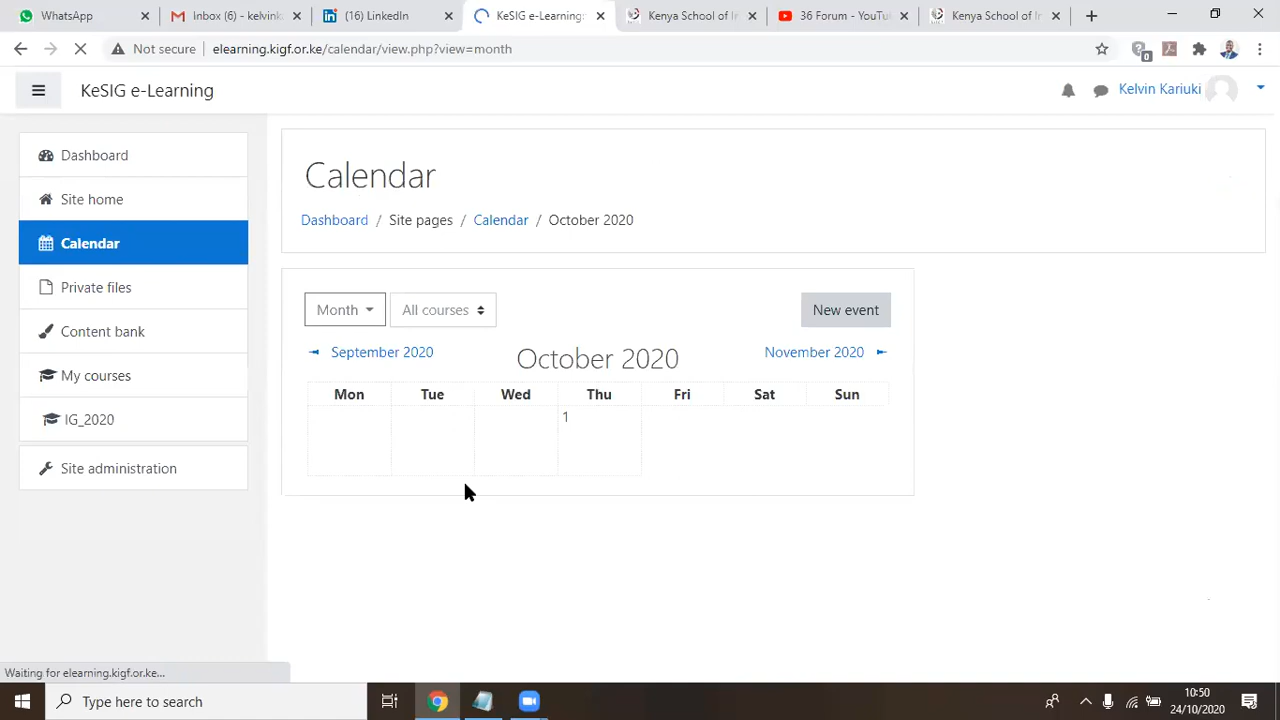 WhatsApp
Inbox (6) - kelvink
(16) LinkedIn
KeSIG e-Learning:
Kenya School of In
36 Forum - YouTu
Kenya School of In
Not secure
elearning.kigf.or.ke/calendar/view.php?view=month
0
KeSIG e-Learning
Kelvin Kariuki
Dashboard
Site home
Calendar
Private files
Content bank
My courses
IG_2020
Site administration
Calendar
Dashboard / Site pages / Calendar / October 2020
Month
All courses
New event
September 2020
October 2020
November 2020
Mon Tue Wed Thu Fri Sat Sun
1
Waiting for elearning.kigf.or.ke...
Type here to search
10:50
24/10/2020